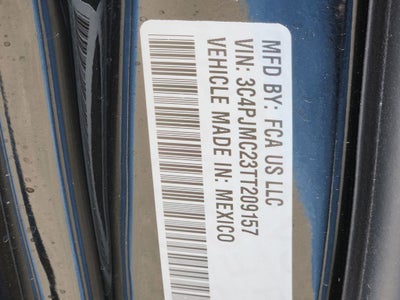 MFD BY: FCA US LLC
VIN: 3C4PJMC23TT209157
VEHICLE MADE IN: MEXICO